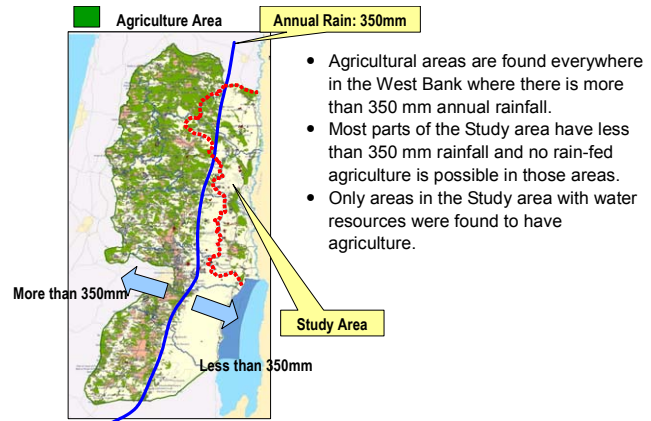 Agriculture Area
Annual Rain: 350mm
• Agricultural areas are found everywhere
in the West Bank where there is more
than 350 mm annual rainfall.
• Most parts of the Study area have less
than 350 mm rainfall and no rain-fed
agriculture is possible in those areas.
• Only areas in the Study area with water
resources were found to have
agriculture.
More than 350mm
Study Area
Less than 350mm